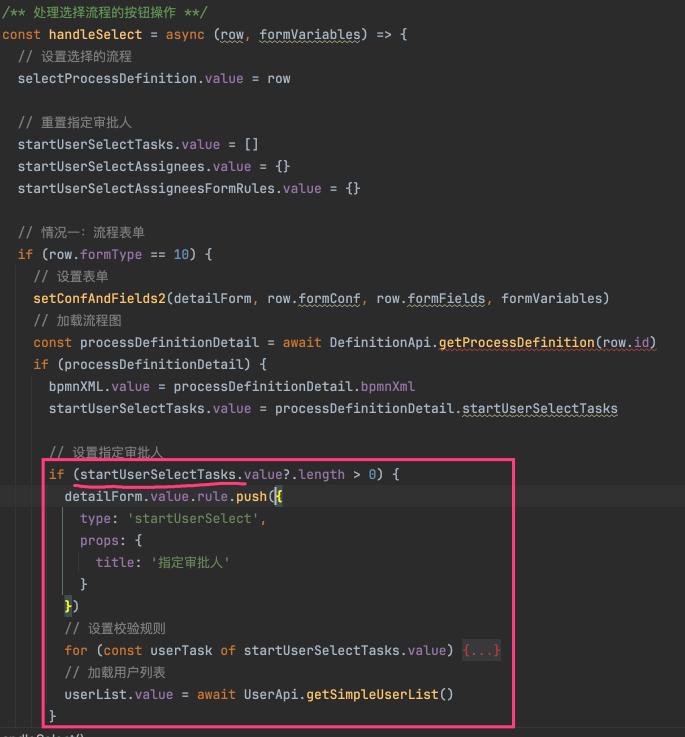 /** 处理选择流程的按钮操作 **/
const handleSelect = async (row, formVariables) => {
// 设置选择的流程
selectProcessDefinition.value = row
// 重置指定审批人
startUserSelectTasks.value = []
startUserSelectAssignees.value = {}
startUserSelectAssigneesFormRules.value = {}
// 情况一：流程表单
if (row.formType == 10) {
// 设置表单
setConfAndFields2(detailForm, row.formConf, row.formFields, formVariables)
// 加载流程图
const processDefinitionDetail = await DefinitionApi.getProcessDefinition(row.id)
if (processDefinitionDetail) {
bpmnXML.value = processDefinitionDetail.bpmnXml
startUserSelectTasks.value = processDefinitionDetail.startUserSelectTasks
// 设置指定审批人
if (startUserSelectTasks.value?.length > 0) {
detailForm.value.rule.push({
type: 'startUserSelect',
props: {
title: '指定审批人'
}
})
// 设置校验规则
for (const userTask of startUserSelectTasks.value) {...}
// 加载用户列表
userList.value = await UserApi.getSimpleUserList()
}